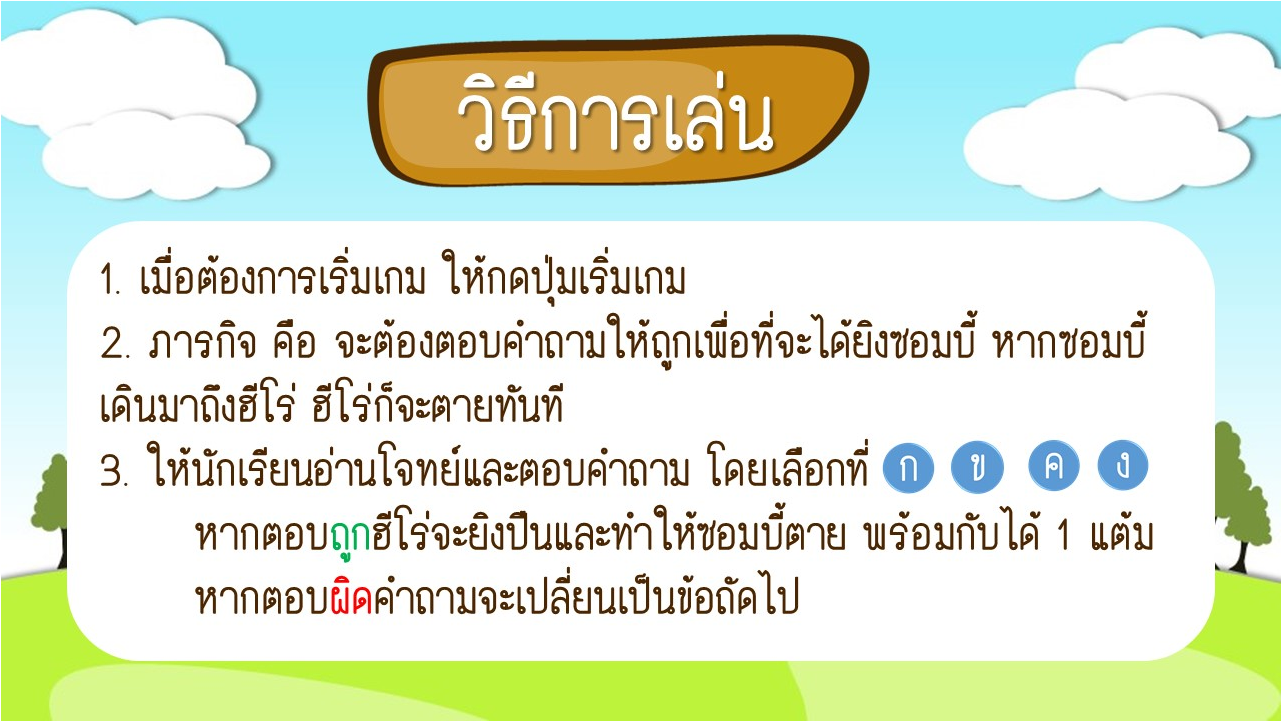 วิธีการเล่น
1. เมื่อต้องการเริ่มเกม ให้กดปุ่มเริ่มเกม
2. ภารกิจ คือ จะต้องตอบคำถามให้ถูกเพื่อที่จะได้ยิงซอมบี้ หากซอมบี้
เดินมาถึงฮีโร่ ฮีโร่ก็จะตายทันที
3. ให้นักเรียนอ่านโจทย์และตอบคำถาม โดยเลือกที่ ก ข ค ง
หากตอบถูกฮีโร่จะยิงปืนและทำให้ซอมบี้ตาย พร้อมกับได้ 1 แต้ม
หากตอบผิดคำถามจะเปลี่ยนเป็นข้อถัดไป